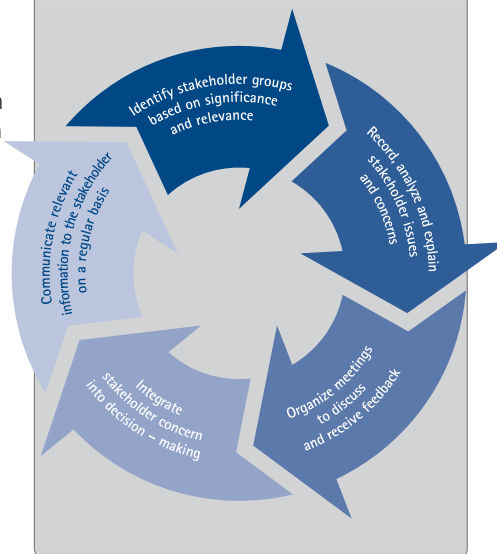 Identify stakeholder groups
based on significance
and relevance
Record, analyze and explain
stakeholder issues
and concerns
Organize meetings
to discuss
and receive feedback
Integrate
stakeholder concern
into decision – making
Communicate relevant
information to the stakeholder
on a regular basis